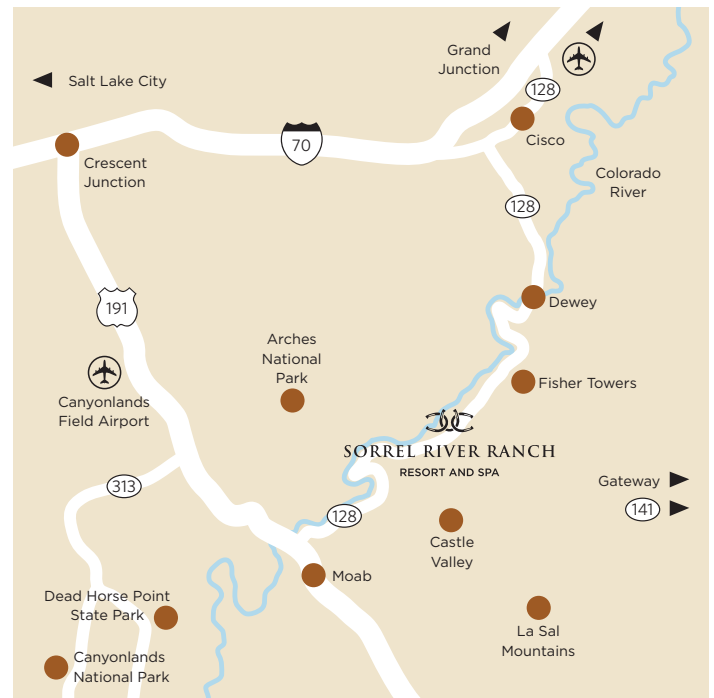 Grand
Junction
Salt Lake City
128
70
Cisco
Crescent
Junction
Colorado
River
128
191
Dewey
Arches
National
Park
Fisher Towers
Canyonlands
Field Airport
SORREL RIVER RANCH
RESORT AND SPA
Gateway
141
313
128
Castle
Valley
Moab
Dead Horse Point
State Park
La Sal
Mountains
Canyonlands
National Park